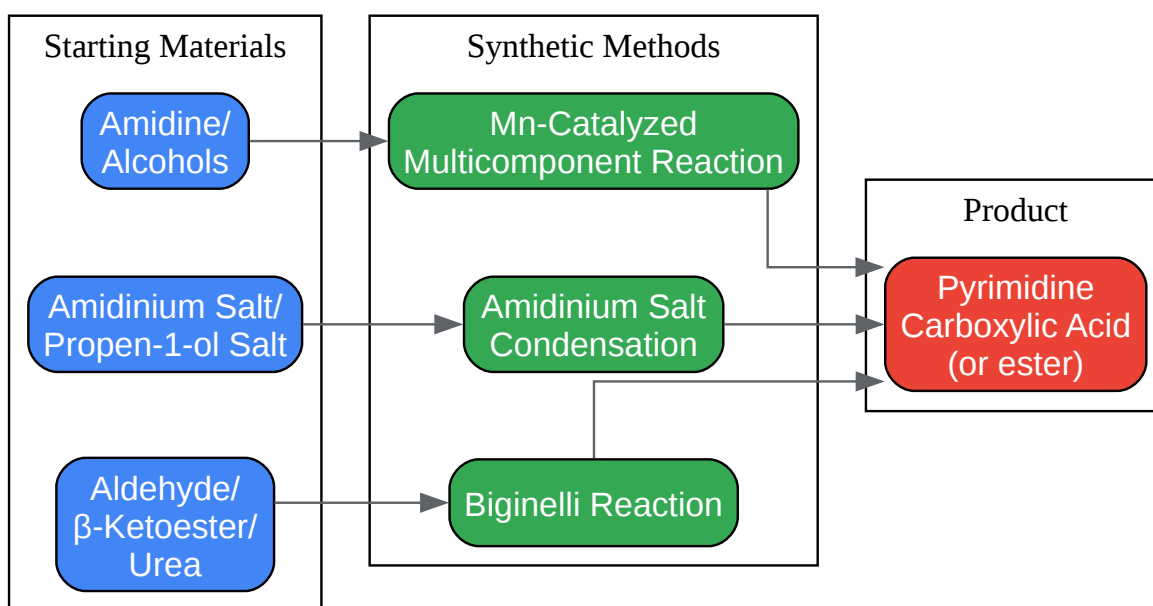 Starting Materials
Amidine/
Alcohols
Amidinium Salt/
Propen-1-ol Salt
Aldehyde/
β-Ketoester/
Urea
Synthetic Methods
Mn-Catalyzed
Multicomponent Reaction
Amidinium Salt
Condensation
Biginelli Reaction
Product
Pyrimidine
Carboxylic Acid
(or ester)